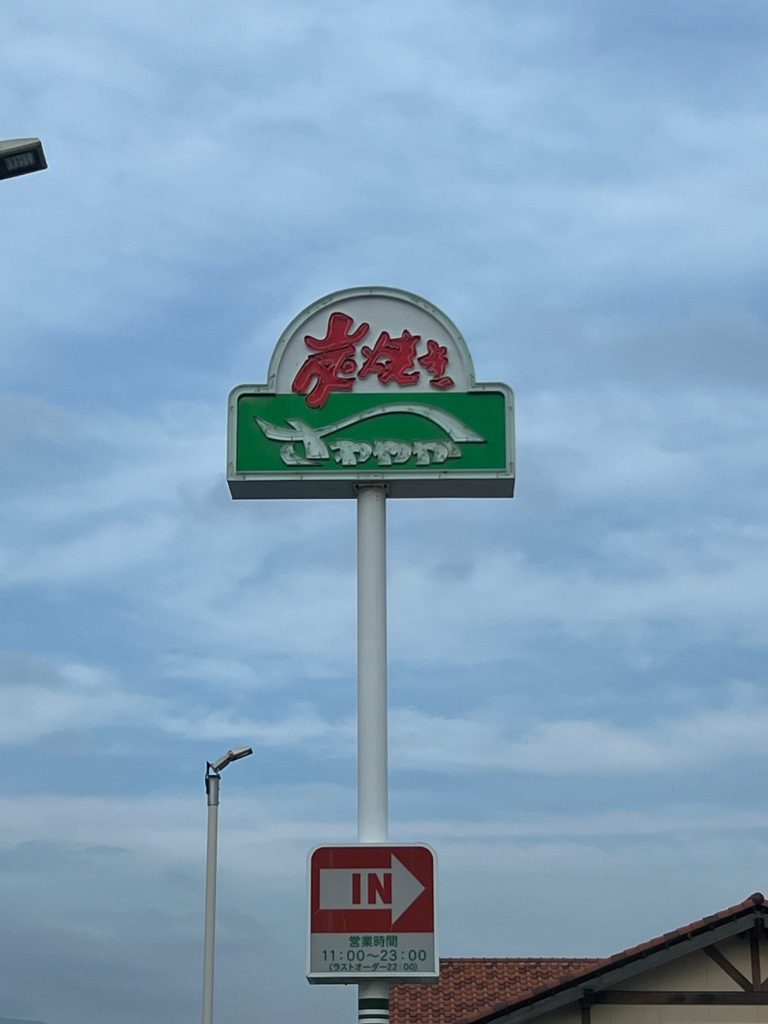 炭焼き
さわやか
IN
営業時間
11:00〜23:00
(ラストオーダー22:00)